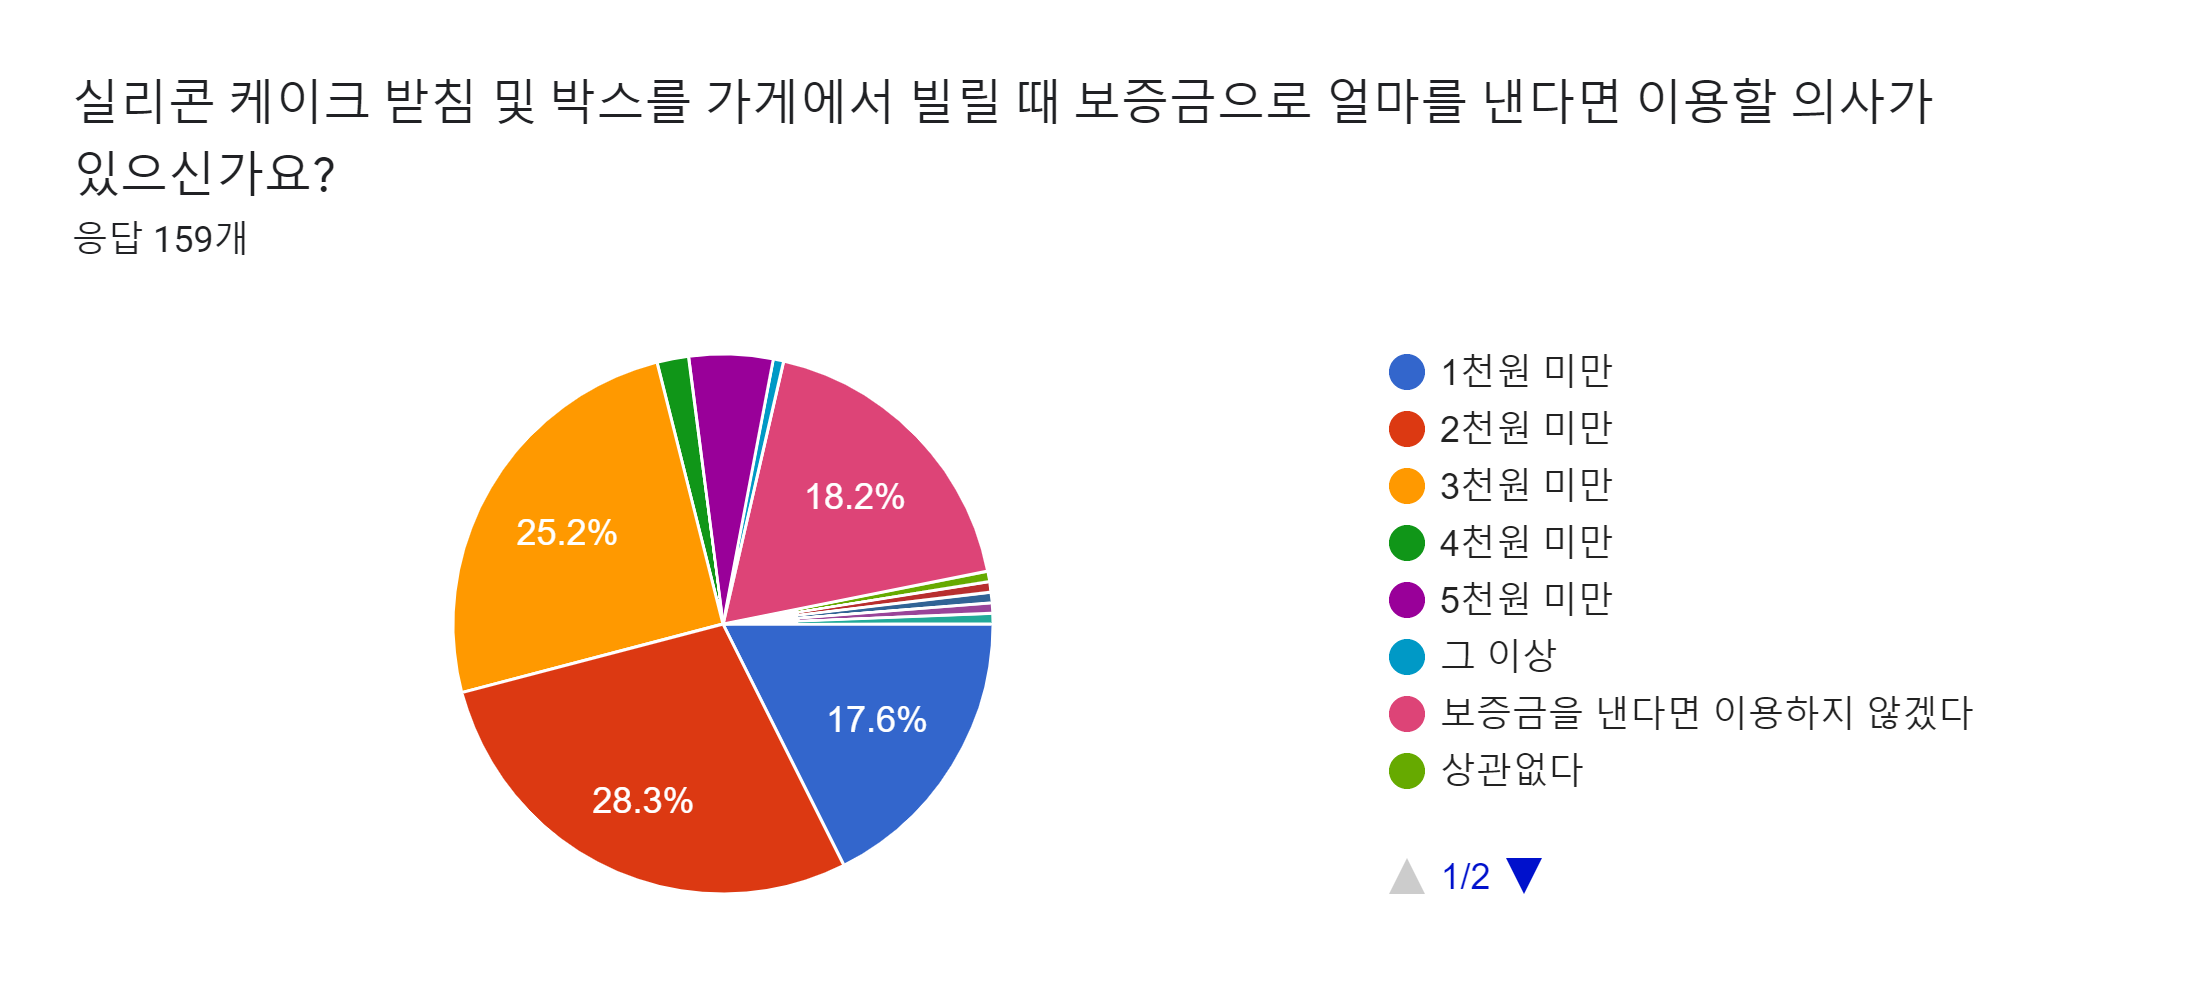 실리콘 케이크 받침 및 박스를 가게에서 빌릴 때 보증금으로 얼마를 낸다면 이용할 의사가
있으신가요?
응답 159개
18.2%
25.2%
17.6%
28.3%
1천원 미만
2천원 미만
3천원 미만
4천원 미만
5천원 미만
그 이상
보증금을 낸다면 이용하지 않겠다
상관없다
1/2